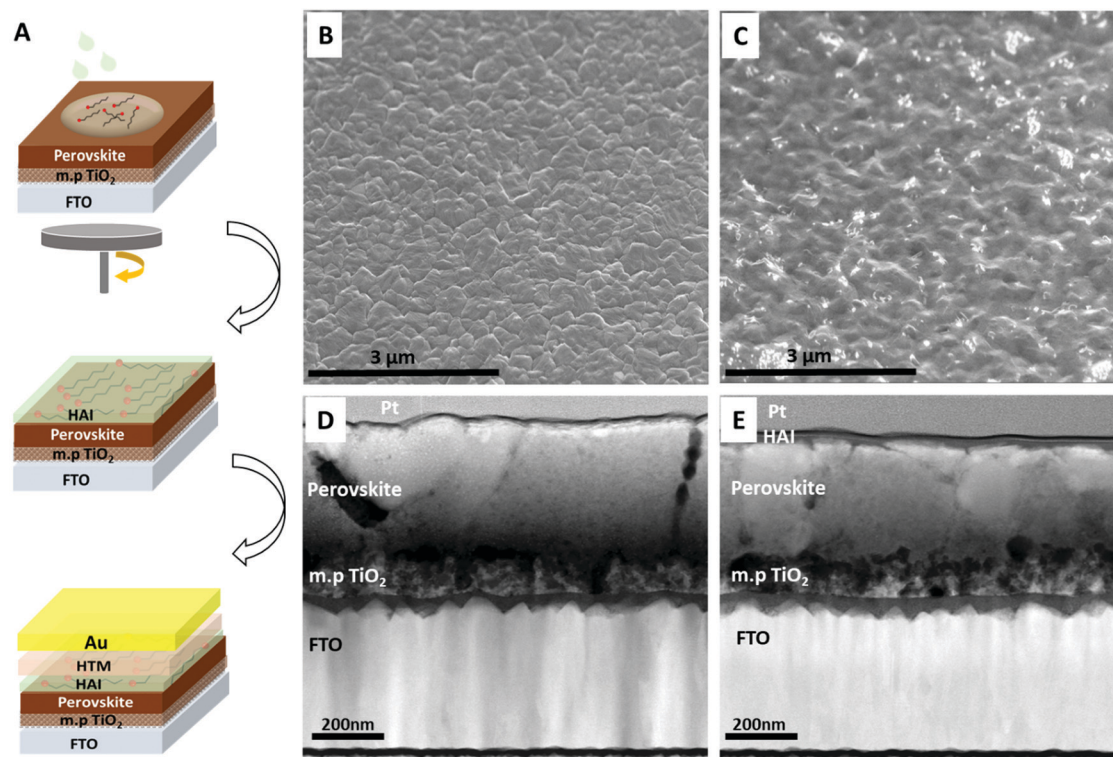 A
Perovskite
m.p TiO₂
FTO
HAI
Perovskite
m.p TiO₂
FTO
Au
HTM
HAI
Perovskite
m.p TiO₂
FTO
B
3 µm
C
3 µm
D
Pt
Perovskite
m.p TiO₂
FTO
200nm
E
Pt
HAI
Perovskite
m.p TiO₂
FTO
200nm